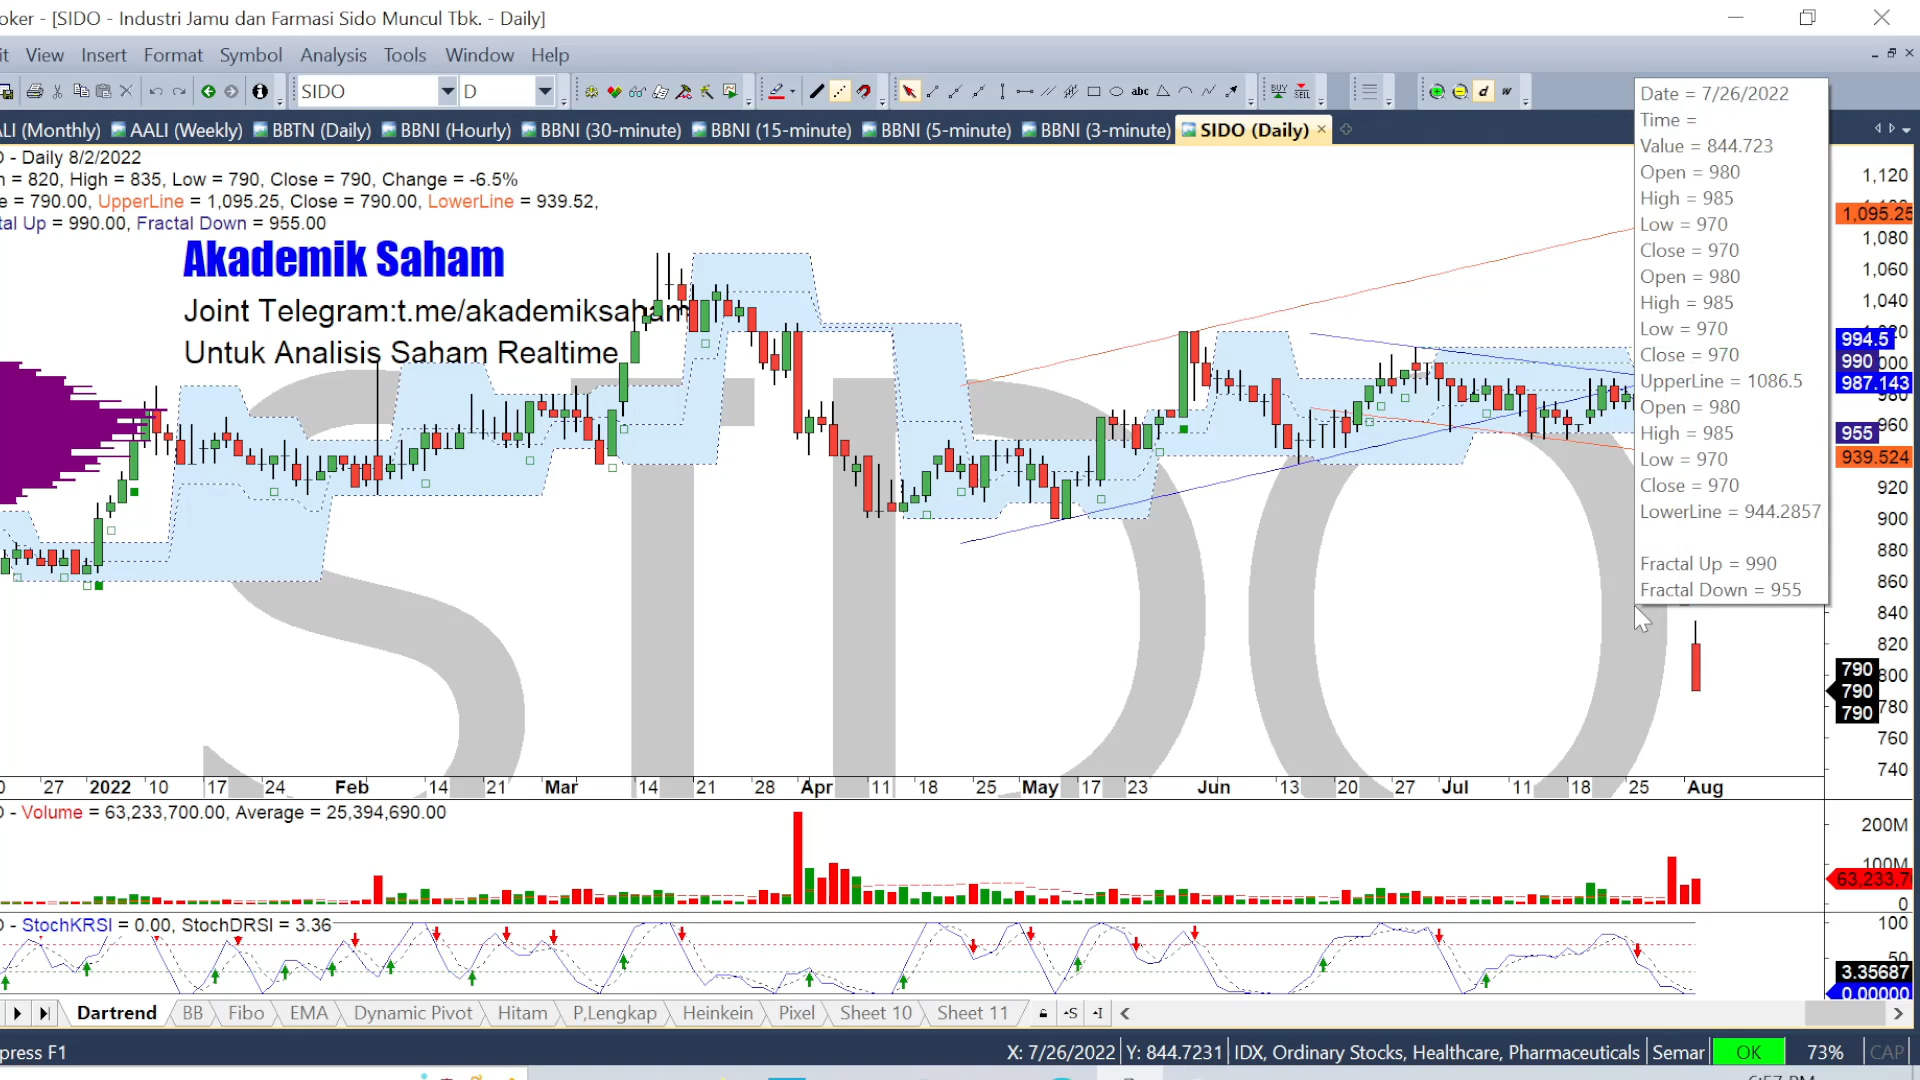 oker - [SIDO - Industri Jamu dan Farmasi Sido Muncul Tbk. - Daily]
it View Insert Format Symbol Analysis Tools Window Help
SIDO D abc BUY SELL d w
ALI (Monthly) AALI (Weekly) BBTN (Daily) BBNI (Hourly) BBNI (30-minute) BBNI (15-minute) BBNI (5-minute) BBNI (3-minute) SIDO (Daily)
O - Daily 8/2/2022
n = 820, High = 835, Low = 790, Close = 790, Change = -6.5%
e = 790.00, UpperLine = 1,095.25, Close = 790.00, LowerLine = 939.52,
tal Up = 990.00, Fractal Down = 955.00
Akademik Saham
Joint Telegram:t.me/akademiksaham
Untuk Analisis Saham Realtime
SIDO
Date = 7/26/2022
Time =
Value = 844.723
Open = 980
High = 985
Low = 970
Close = 970
Open = 980
High = 985
Low = 970
Close = 970
UpperLine = 1086.5
Open = 980
High = 985
Low = 970
Close = 970
LowerLine = 944.2857
Fractal Up = 990
Fractal Down = 955
1,120
1,095.25
1,080
1,060
1,040
994.5
990
987.143
960
955
939.524
920
900
880
860
840
820
800
790
790
790
780
760
740
27 2022 10 17 24 Feb 14 21 Mar 14 21 28 Apr 11 18 25 May 17 23 Jun 13 20 27 Jul 11 18 25 Aug
O - Volume = 63,233,700.00, Average = 25,394,690.00
200M
100M
63,233,7
0
O - StochKRSI = 0.00, StochDRSI = 3.36
100
50
3.35687
0.00000
Dartrend BB Fibo EMA Dynamic Pivot Hitam P,Lengkap Heinkein Pixel Sheet 10 Sheet 11
press F1 X: 7/26/2022 Y: 844.7231 IDX, Ordinary Stocks, Healthcare, Pharmaceuticals Semar OK 73% CAP